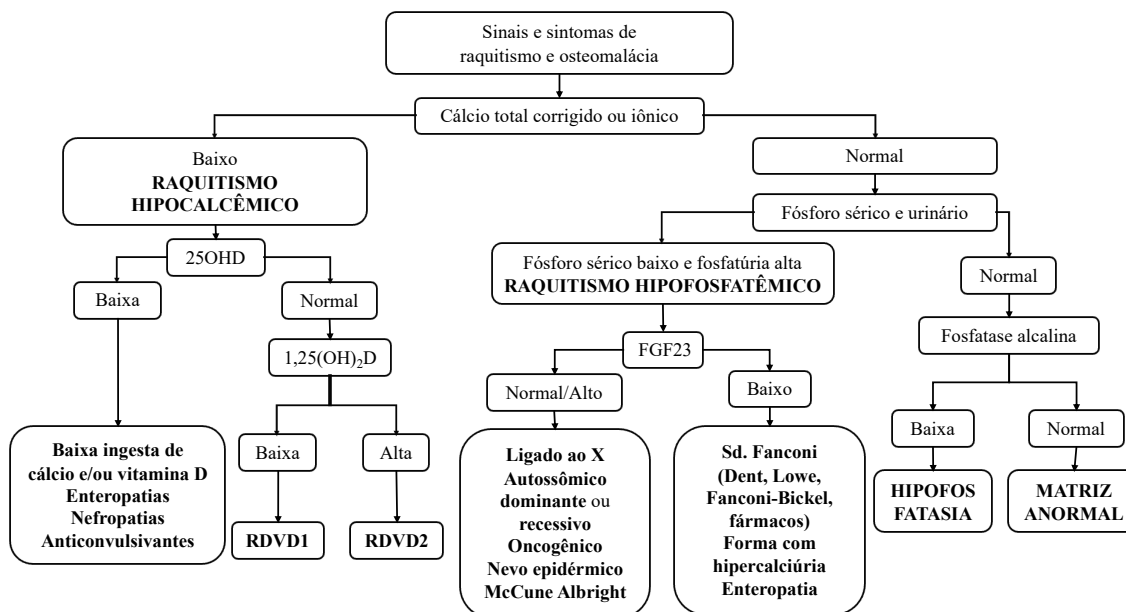 Sinais e sintomas de
raquitismo e osteomalácia
Cálcio total corrigido ou iônico
Baixo
RAQUITISMO
HIPOCALCÊMICO
Normal
Fósforo sérico e urinário
25OHD
Baixa
Normal
1,25(OH)₂D
Fósforo sérico baixo e fosfatúria alta
RAQUITISMO HIPOFOSFATÊMICO
Normal
Fosfatase alcalina
FGF23
Normal/Alto
Baixo
Baixa
Normal
Baixa ingesta de
cálcio e/ou vitamina D
Enteropatias
Nefropatias
Anticonvulsivantes
Baixa
Alta
RDVD1
RDVD2
Ligado ao X
Autossômico
dominante ou
recessivo
Oncogênico
Nevo epidérmico
McCune Albright
Sd. Fanconi
(Dent, Lowe,
Fanconi-Bickel,
fármacos)
Forma com
hipercalciúria
Enteropatia
HIPOFOS
FATASIA
MATRIZ
ANORMAL